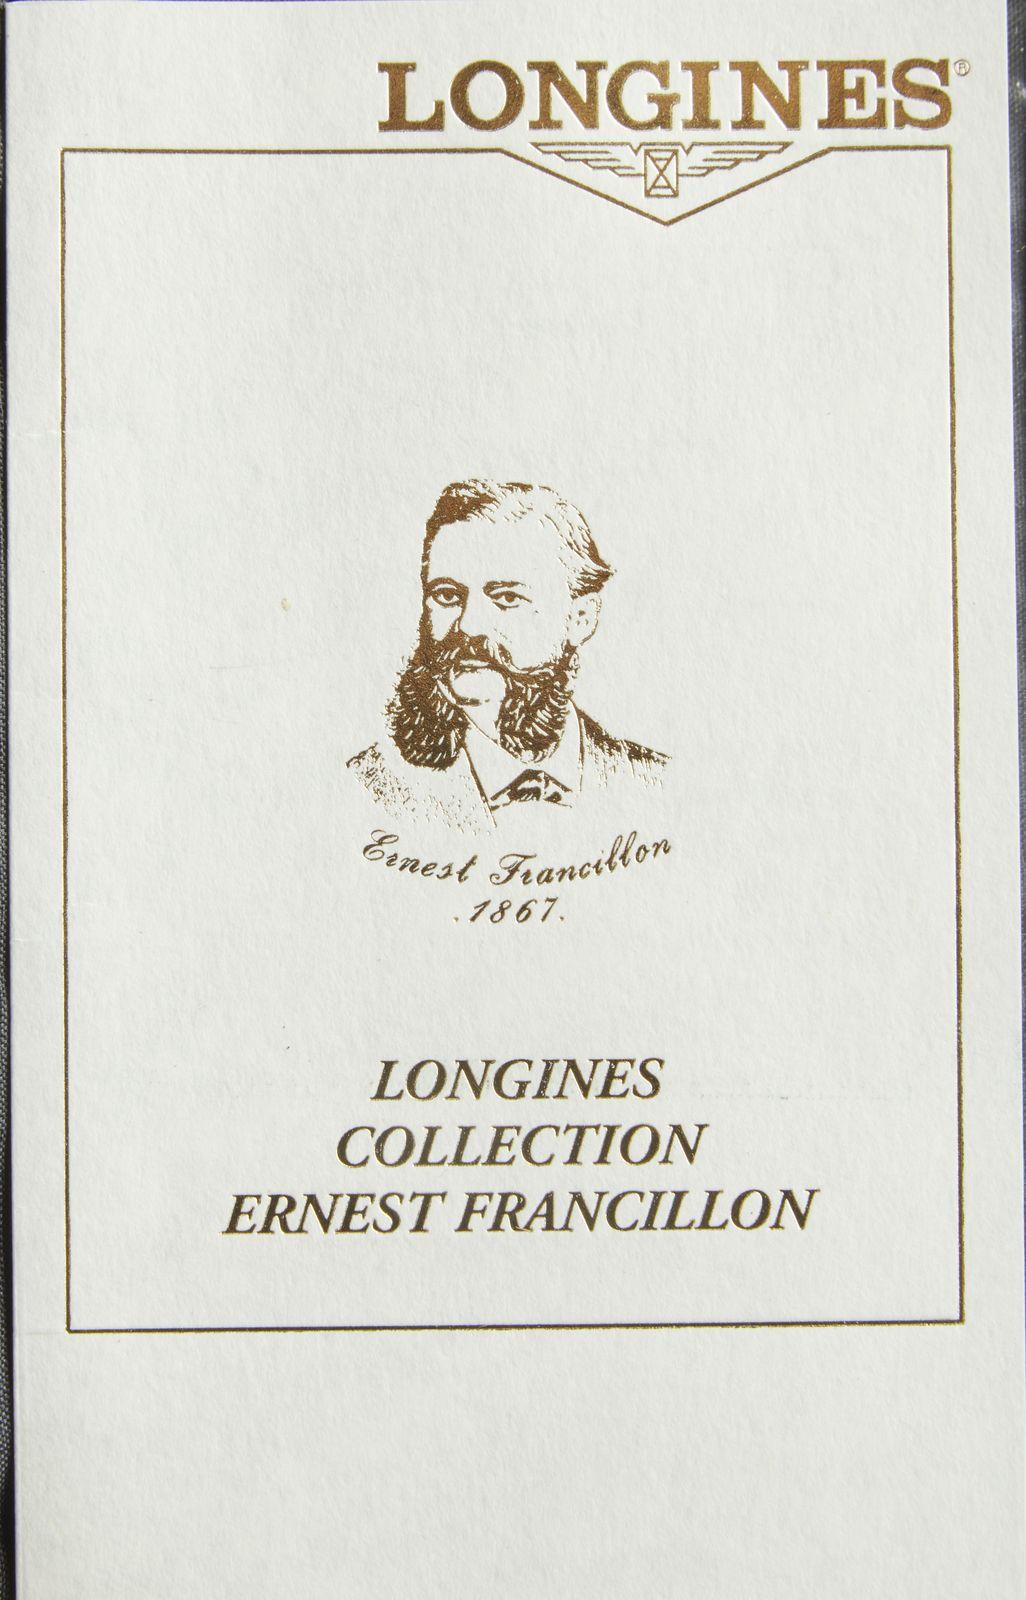 LONGINES®
Ernest Francillon
.1867.
LONGINES
COLLECTION
ERNEST FRANCILLON